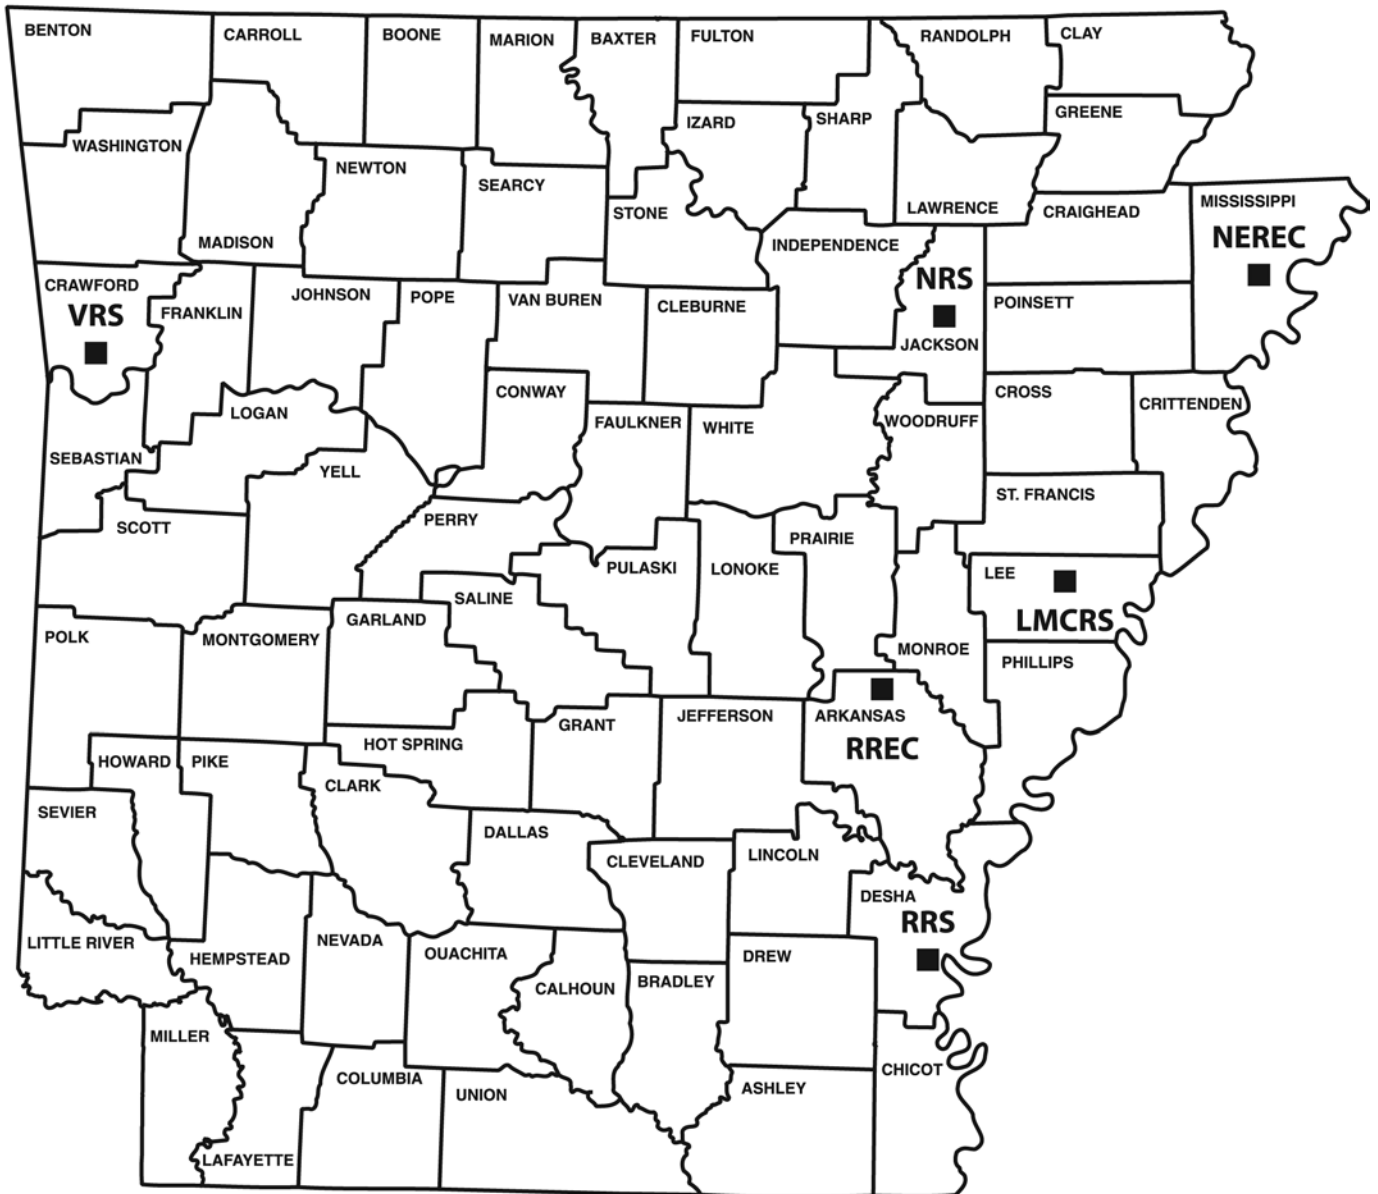 BENTON
CARROLL
BOONE
MARION
BAXTER
FULTON
RANDOLPH
CLAY
WASHINGTON
NEWTON
SEARCY
IZARD
SHARP
GREENE
MADISON
STONE
LAWRENCE
CRAIGHEAD
MISSISSIPPI
NEREC
INDEPENDENCE
CRAWFORD
VRS
FRANKLIN
JOHNSON
POPE
VAN BUREN
CLEBURNE
NRS
JACKSON
POINSETT
LOGAN
CONWAY
FAULKNER
WHITE
WOODRUFF
CROSS
CRITTENDEN
SEBASTIAN
YELL
ST. FRANCIS
SCOTT
PERRY
PULASKI
LONOKE
PRAIRIE
LEE
LMCRS
SALINE
POLK
MONTGOMERY
GARLAND
MONROE
PHILLIPS
HOT SPRING
GRANT
JEFFERSON
ARKANSAS
RREC
HOWARD
PIKE
CLARK
SEVIER
DALLAS
CLEVELAND
LINCOLN
DESHA
RRS
LITTLE RIVER
HEMPSTEAD
NEVADA
OUACHITA
CALHOUN
BRADLEY
DREW
MILLER
COLUMBIA
UNION
ASHLEY
CHICOT
LAFAYETTE